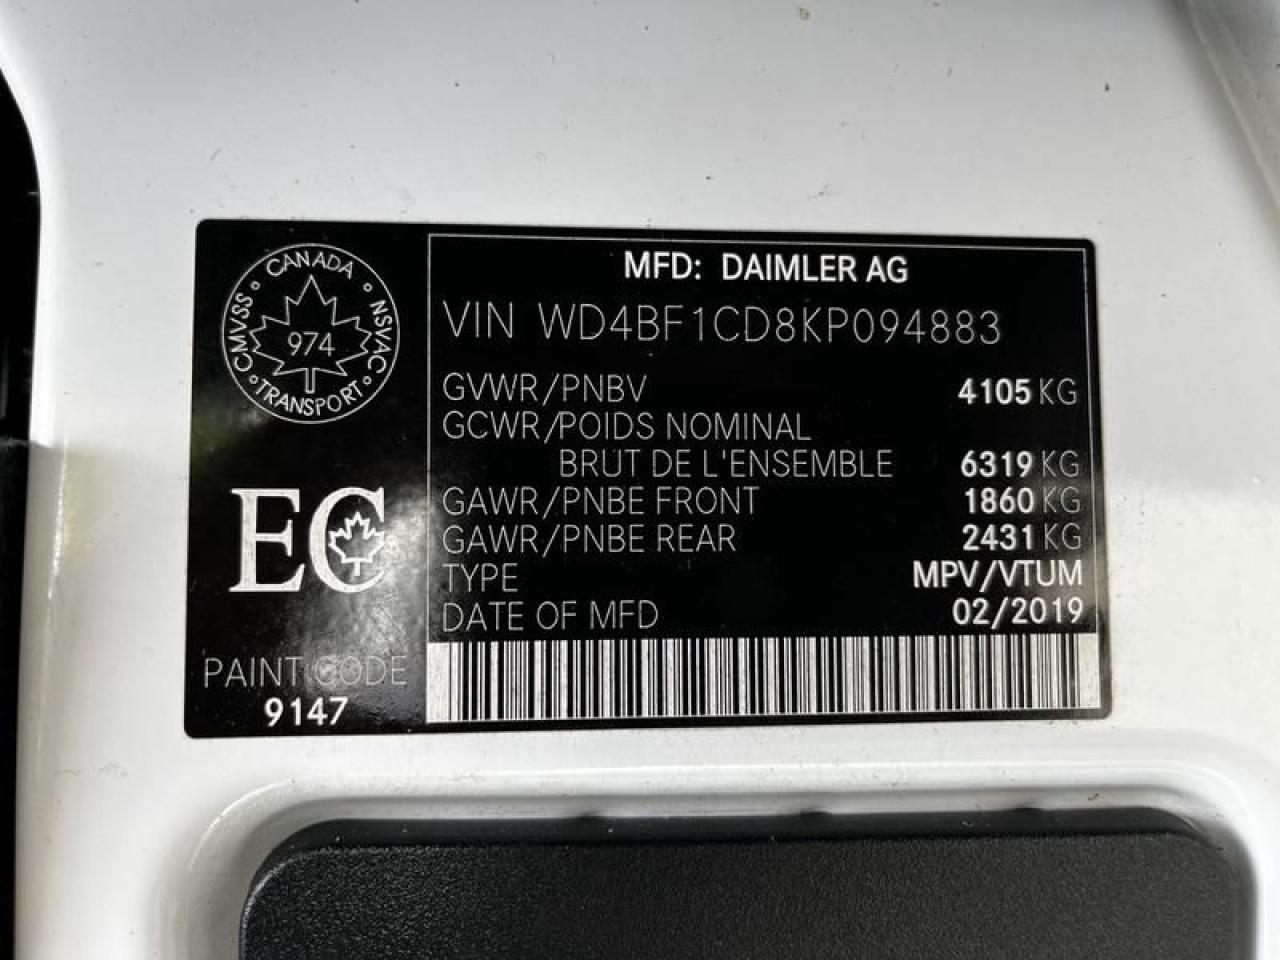 CANADA
CMVSS
NSVAC
974
TRANSPORT
EC
PAINT CODE
9147
MFD: DAIMLER AG
VIN WD4BF1CD8KP094883
GVWR/PNBV 4105 KG
GCWR/POIDS NOMINAL
BRUT DE L'ENSEMBLE 6319 KG
GAWR/PNBE FRONT 1860 KG
GAWR/PNBE REAR 2431 KG
TYPE MPV/VTUM
DATE OF MFD 02/2019